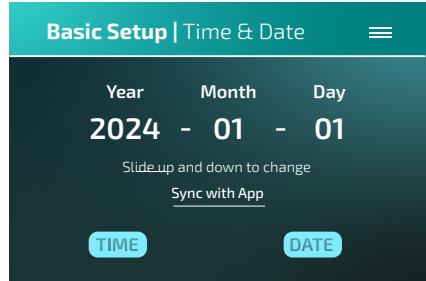 Basic Setup | Time & Date
Year Month Day
2024 - 01 - 01
Slide up and down to change
Sync with App
TIME DATE